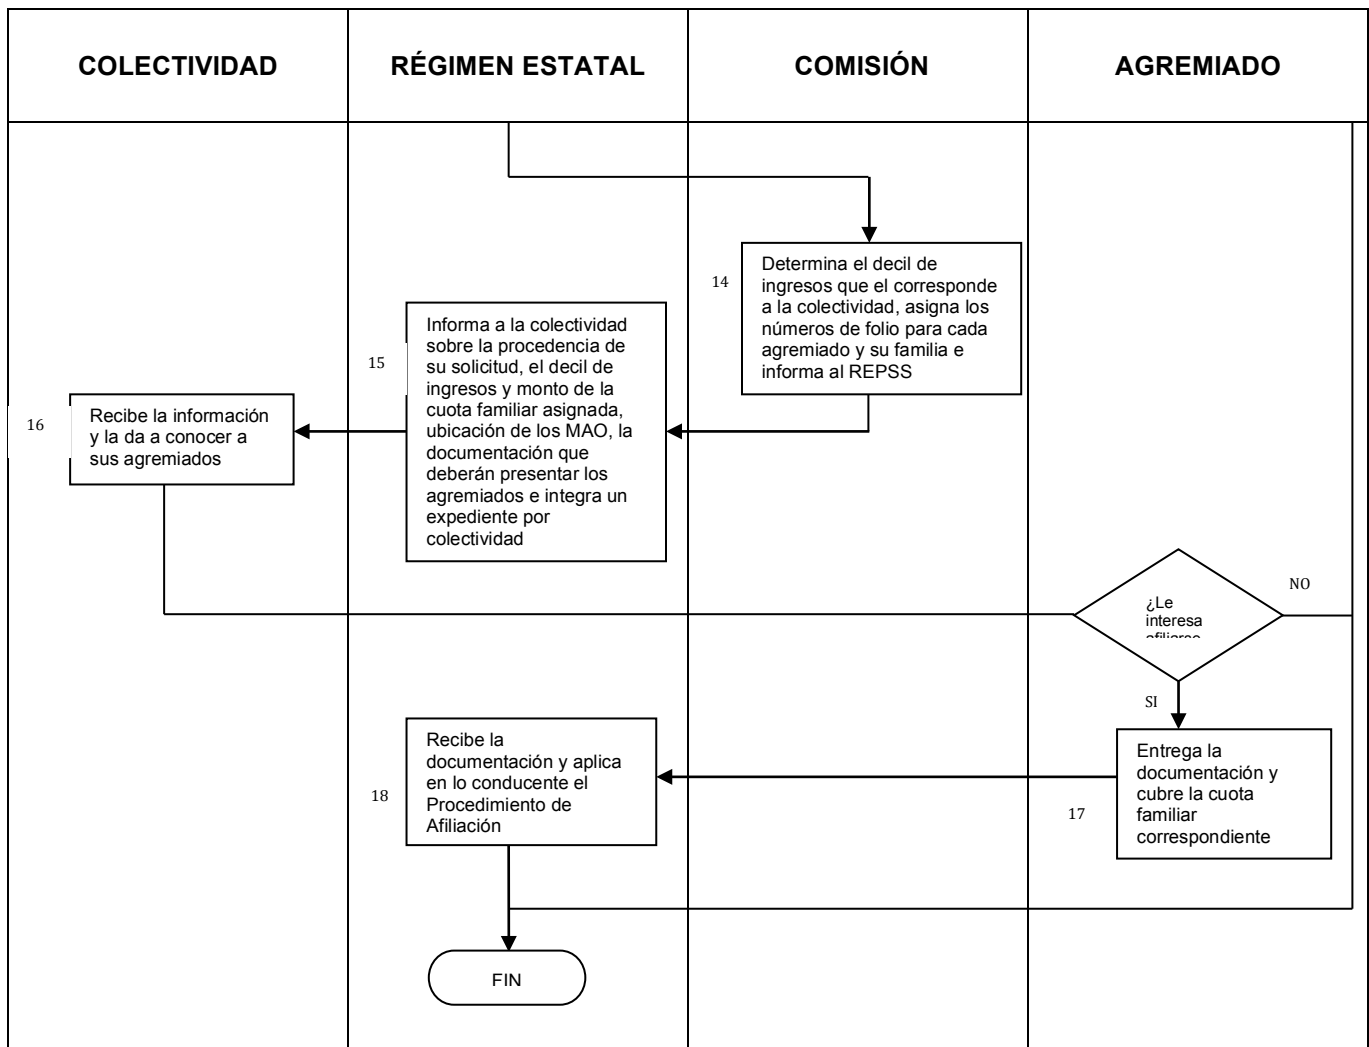 COLECTIVIDAD
RÉGIMEN ESTATAL
COMISIÓN
AGREMIADO
14
Determina el decil de
ingresos que el corresponde
a la colectividad, asigna los
números de folio para cada
agremiado y su familia e
informa al REPSS
15
Informa a la colectividad
sobre la procedencia de
su solicitud, el decil de
ingresos y monto de la
cuota familiar asignada,
ubicación de los MAO, la
documentación que
deberán presentar los
agremiados e integra un
expediente por
colectividad
16
Recibe la información
y la da a conocer a
sus agremiados
¿Le
interesa
afiliarse
NO
SI
17
Entrega la
documentación y
cubre la cuota
familiar
correspondiente
18
Recibe la
documentación y aplica
en lo conducente el
Procedimiento de
Afiliación
FIN